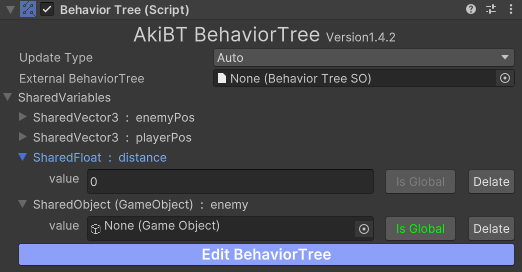 Behavior Tree (Script)
AkiBT BehaviorTree Version1.4.2
Update Type Auto
External BehaviorTree None (Behavior Tree SO)
SharedVariables
SharedVector3 : enemyPos
SharedVector3 : playerPos
SharedFloat : distance
value 0 Is Global Delate
SharedObject (GameObject) : enemy
value None (Game Object) Is Global Delate
Edit BehaviorTree